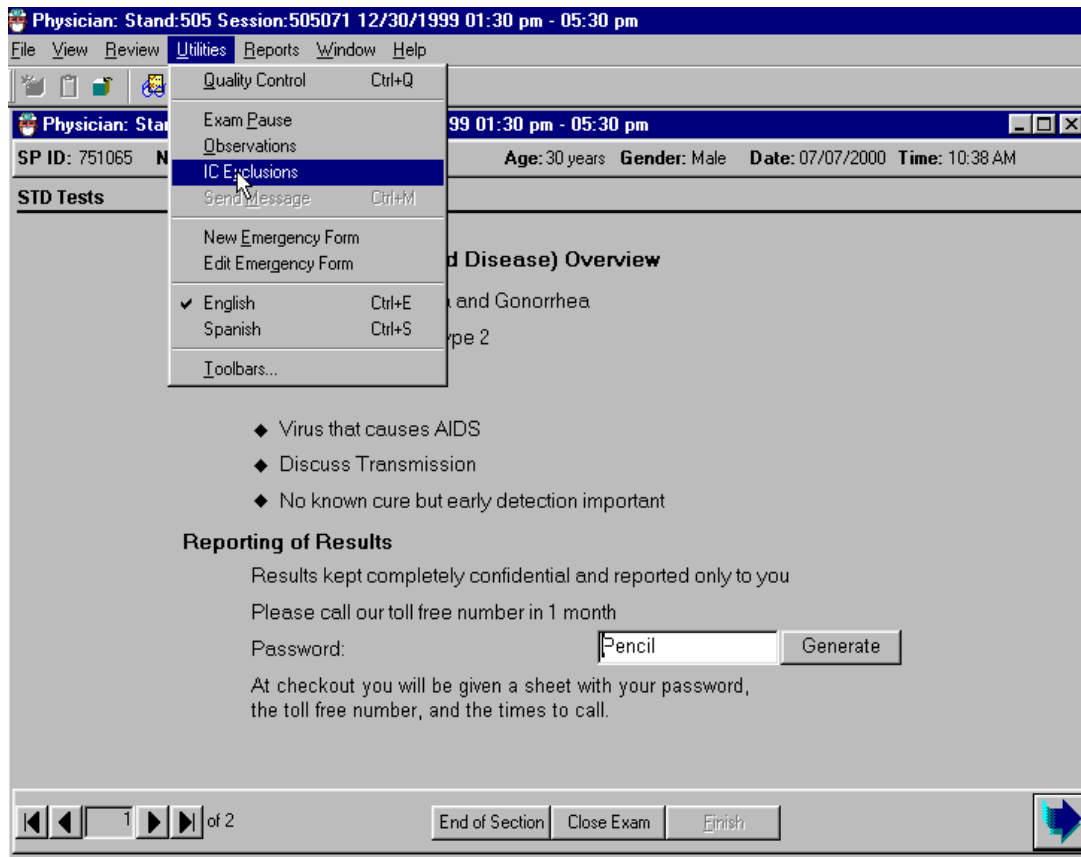 Physician: Stand:505 Session:505071 12/30/1999 01:30 pm - 05:30 pm
File View Review Utilities Reports Window Help
Quality Control Ctrl+Q
Exam Pause
Observations
IC Exclusions
Send Message Ctrl+M
New Emergency Form
Edit Emergency Form
English Ctrl+E
Spanish Ctrl+S
Toolbars...
Physician: Star 99 01:30 pm - 05:30 pm
SP ID: 751065 N Age: 30 years Gender: Male Date: 07/07/2000 Time: 10:38 AM
STD Tests
d Disease) Overview
and Gonorrhea
ype 2
Virus that causes AIDS
Discuss Transmission
No known cure but early detection important
Reporting of Results
Results kept completely confidential and reported only to you
Please call our toll free number in 1 month
Password: Pencil Generate
At checkout you will be given a sheet with your password,
the toll free number, and the times to call.
1 of 2 End of Section Close Exam Finish